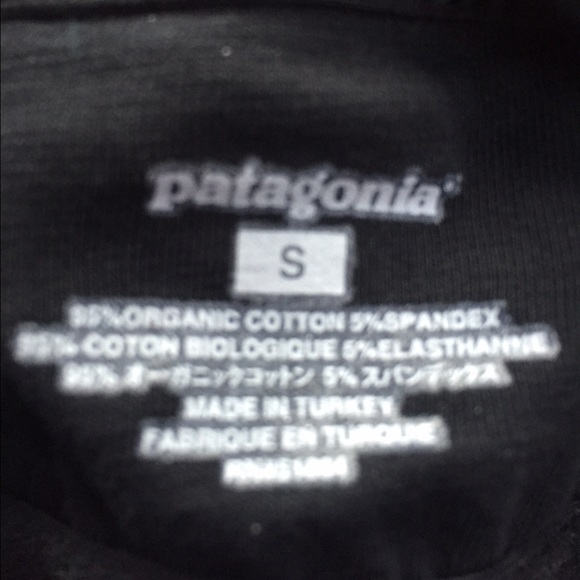 patagonia
S
95% ORGANIC COTTON 5% SPANDEX
95% COTON BIOLOGIQUE 5% ELASTHANNE
95% オーガニックコットン 5% スパンデックス
MADE IN TURKEY
FABRIQUE EN TURQUIE